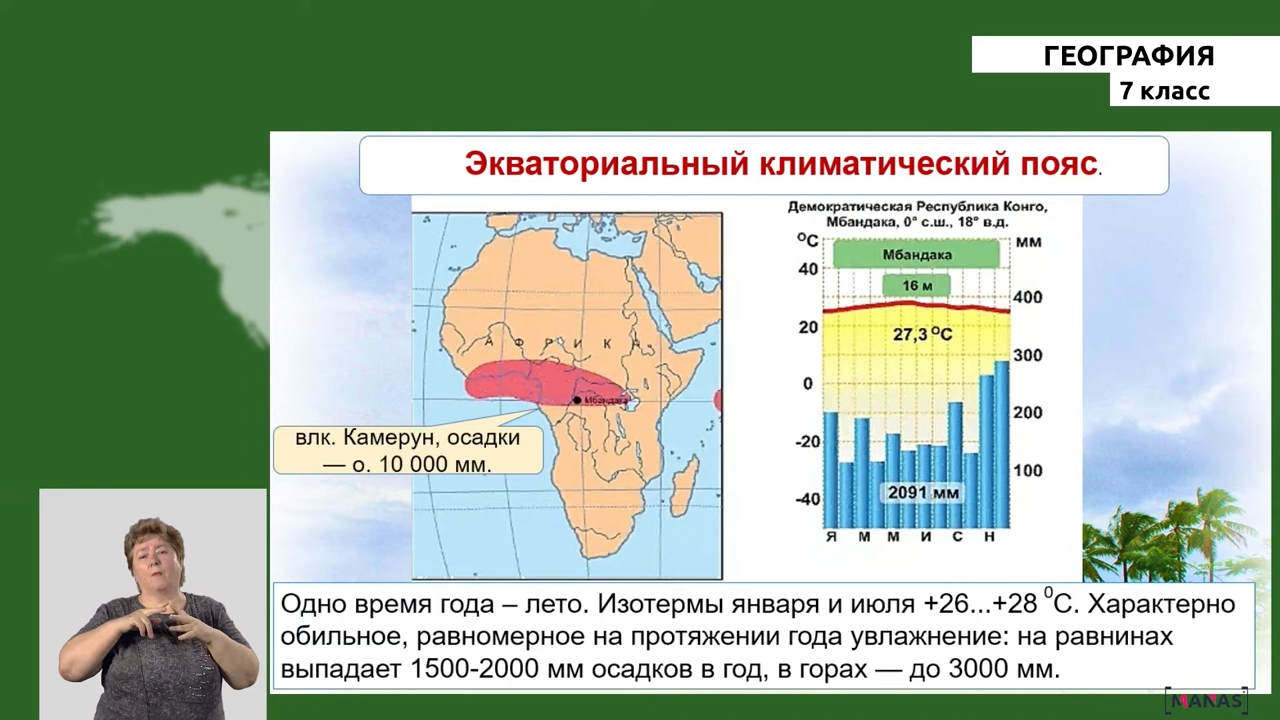 ГЕОГРАФИЯ
7 класс
Экваториальный климатический пояс.
Демократическая Республика Конго,
Мбандака, 0° с.ш., 18° в.д.
ºС
мм
Мбандака
40
16 м
400
20
27,3 ºС
300
0
200
-20
100
-40
2091 мм
Я М М И С Н
А Ф Р И К А
Мбандака
влк. Камерун, осадки
— о. 10 000 мм.
Одно время года – лето. Изотермы января и июля +26...+28 ⁰С. Характерно
обильное, равномерное на протяжении года увлажнение: на равнинах
выпадает 1500-2000 мм осадков в год, в горах — до 3000 мм.
MANAS